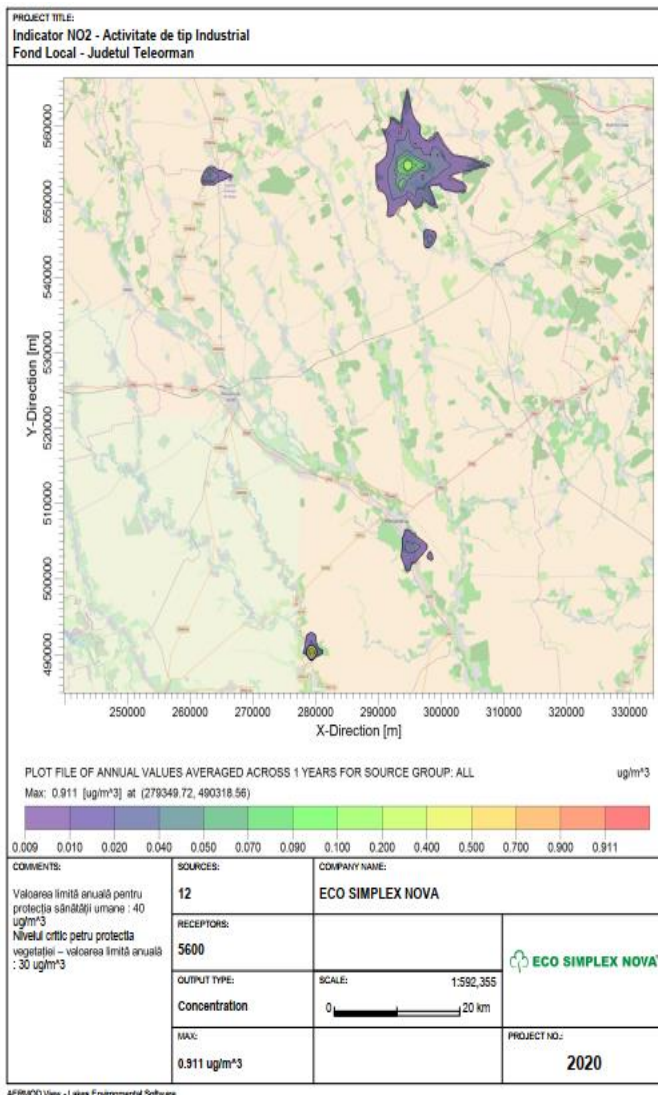 PROJECT TITLE:
Indicator NO2 - Activitate de tip Industrial
Fond Local - Judetul Teleorman
Y-Direction [m]
560000
550000
540000
530000
520000
510000
500000
490000
250000 260000 270000 280000 290000 300000 310000 320000 330000
X-Direction [m]
PLOT FILE OF ANNUAL VALUES AVERAGED ACROSS 1 YEARS FOR SOURCE GROUP: ALL
ug/m^3
Max: 0.911 [ug/m^3] at (279349.72, 490318.56)
0.009 0.010 0.020 0.040 0.050 0.070 0.090 0.100 0.200 0.400 0.500 0.700 0.900 0.911
COMMENTS:
Valoarea limită anuală pentru
protecția sănătății umane : 40
ug/m^3
Nivelul critic petru protectia
vegetației – valoarea limită anuală
: 30 ug/m^3
SOURCES:
12
COMPANY NAME:
ECO SIMPLEX NOVA
RECEPTORS:
5600
OUTPUT TYPE:
Concentration
SCALE:
1:592,355
0 20 km
MAX:
0.911 ug/m^3
ECO SIMPLEX NOVA
PROJECT NO.:
2020
AERMOD View - Lakes Environmental Software